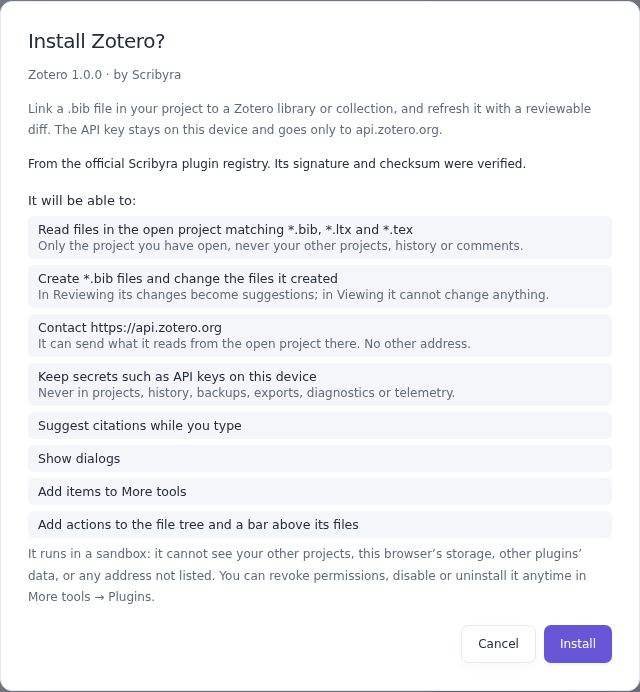 Install Zotero?
Zotero 1.0.0 · by Scribyra
Link a .bib file in your project to a Zotero library or collection, and refresh it with a reviewable
diff. The API key stays on this device and goes only to api.zotero.org.
From the official Scribyra plugin registry. Its signature and checksum were verified.
It will be able to:
Read files in the open project matching *.bib, *.ltx and *.tex
Only the project you have open, never your other projects, history or comments.
Create *.bib files and change the files it created
In Reviewing its changes become suggestions; in Viewing it cannot change anything.
Contact https://api.zotero.org
It can send what it reads from the open project there. No other address.
Keep secrets such as API keys on this device
Never in projects, history, backups, exports, diagnostics or telemetry.
Suggest citations while you type
Show dialogs
Add items to More tools
Add actions to the file tree and a bar above its files
It runs in a sandbox: it cannot see your other projects, this browser’s storage, other plugins’
data, or any address not listed. You can revoke permissions, disable or uninstall it anytime in
More tools → Plugins.
Cancel
Install